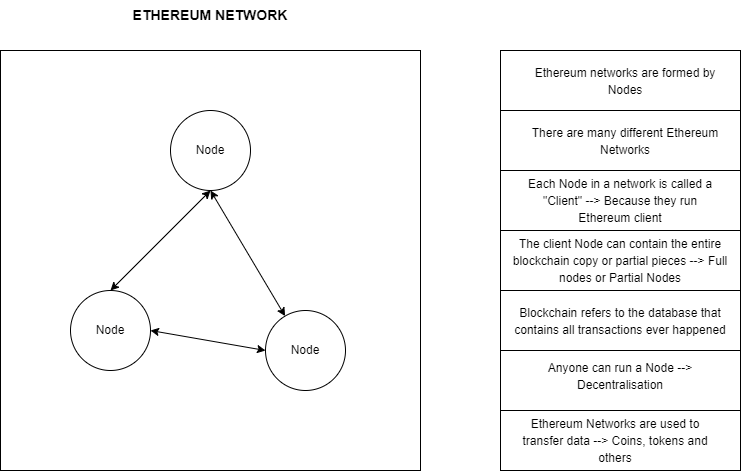 ETHEREUM NETWORK
Node
Node
Node
Ethereum networks are formed by
Nodes
There are many different Ethereum
Networks
Each Node in a network is called a
"Client" --> Because they run
Ethereum client
The client Node can contain the entire
blockchain copy or partial pieces --> Full
nodes or Partial Nodes
Blockchain refers to the database that
contains all transactions ever happened
Anyone can run a Node -->
Decentralisation
Ethereum Networks are used to
transfer data --> Coins, tokens and
others